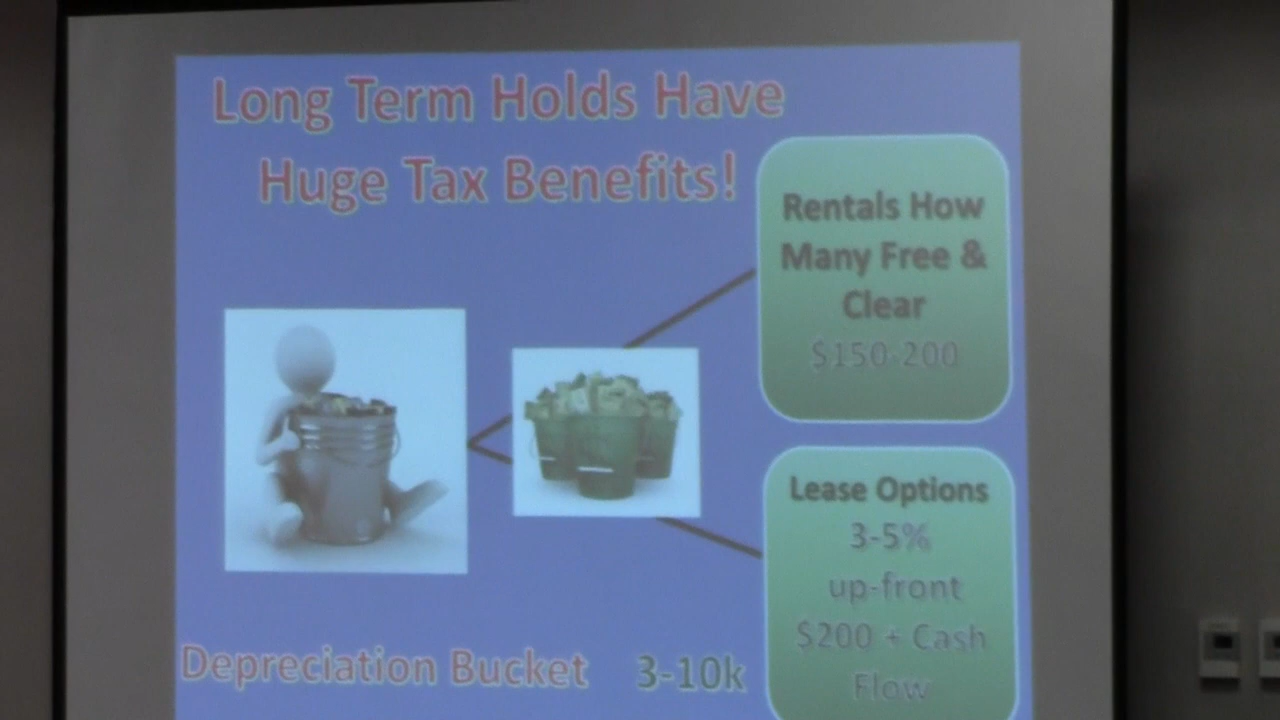 Long Term Holds Have
Huge Tax Benefits!
Rentals How
Many Free &
Clear
$150-200
Lease Options
3-5%
up-front
$200 + Cash
Flow
Depreciation Bucket 3-10k